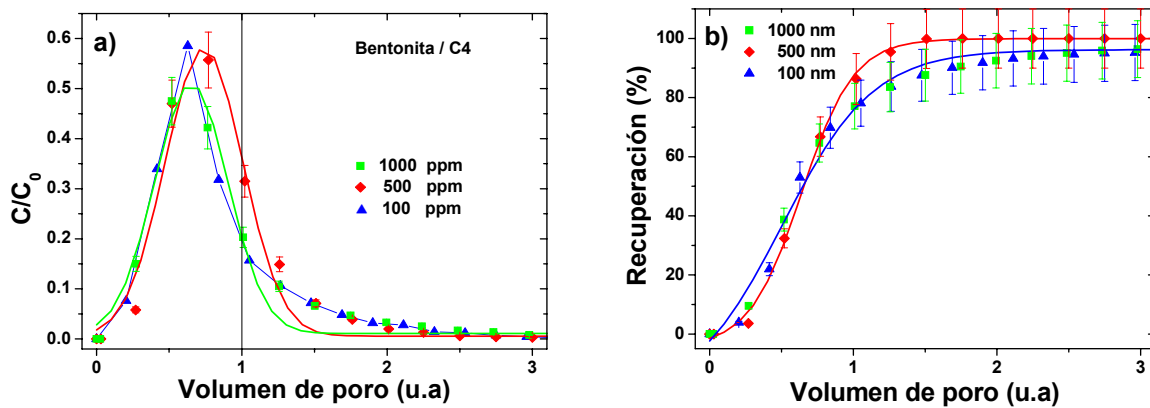 a)
Bentonita / C4
1000 ppm
500 ppm
100 ppm
C/C0
0.6
0.5
0.4
0.3
0.2
0.1
0.0
0 1 2 3
Volumen de poro (u.a)
b)
1000 nm
500 nm
100 nm
Recuperación (%)
100
80
60
40
20
0
0 1 2 3
Volumen de poro (u.a)